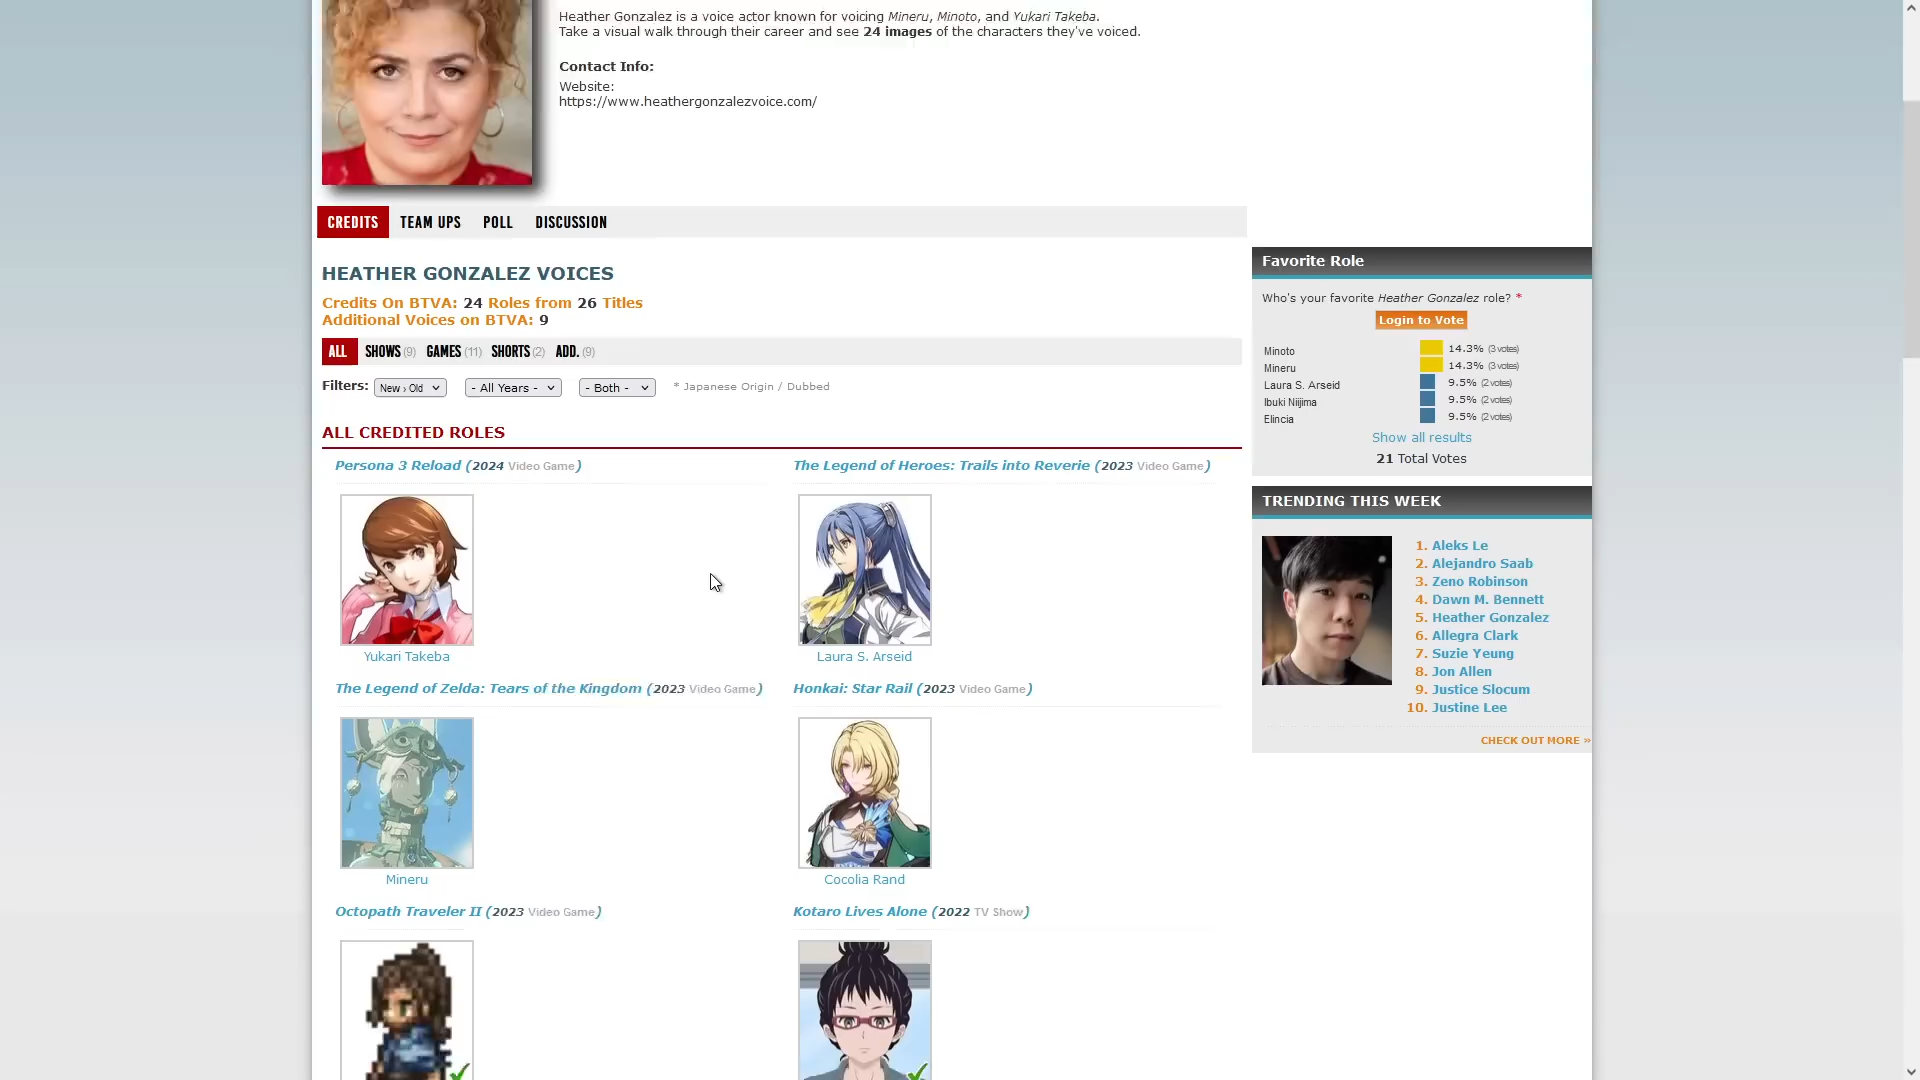 Heather Gonzalez is a voice actor known for voicing Mineru, Minoto, and Yukari Takeba.
Take a visual walk through their career and see 24 images of the characters they've voiced.
Contact Info:
Website:
https://www.heathergonzalezvoice.com/
CREDITS TEAM UPS POLL DISCUSSION
HEATHER GONZALEZ VOICES
Credits On BTVA: 24 Roles from 26 Titles
Additional Voices on BTVA: 9
ALL SHOWS (9) GAMES (11) SHORTS (2) ADD. (9)
Filters: New › Old - All Years - - Both - * Japanese Origin / Dubbed
ALL CREDITED ROLES
Persona 3 Reload (2024 Video Game)
The Legend of Heroes: Trails into Reverie (2023 Video Game)
Yukari Takeba
Laura S. Arseid
The Legend of Zelda: Tears of the Kingdom (2023 Video Game)
Honkai: Star Rail (2023 Video Game)
Mineru
Cocolia Rand
Octopath Traveler II (2023 Video Game)
Kotaro Lives Alone (2022 TV Show)
Favorite Role
Who's your favorite Heather Gonzalez role? *
Login to Vote
Minoto 14.3% (3 votes)
Mineru 14.3% (3 votes)
Laura S. Arseid 9.5% (2 votes)
Ibuki Niijima 9.5% (2 votes)
Elincia 9.5% (2 votes)
Show all results
21 Total Votes
TRENDING THIS WEEK
1. Aleks Le
2. Alejandro Saab
3. Zeno Robinson
4. Dawn M. Bennett
5. Heather Gonzalez
6. Allegra Clark
7. Suzie Yeung
8. Jon Allen
9. Justice Slocum
10. Justine Lee
CHECK OUT MORE »